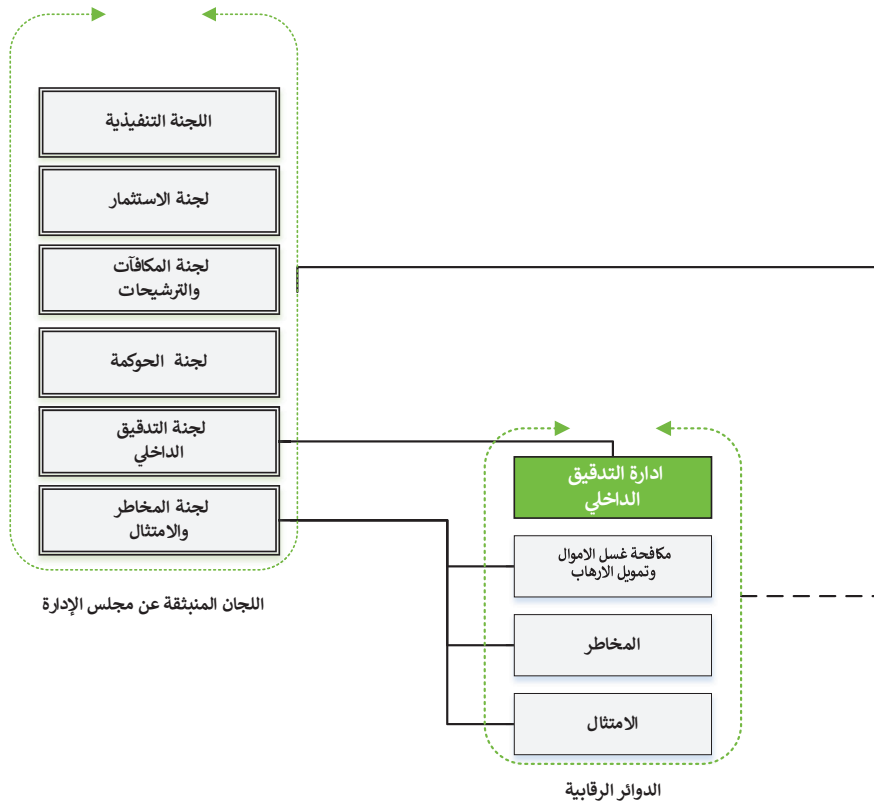 اللجنة التنفيذية
لجنة الاستثمار
لجنة المكافآت
والترشيحات
لجنة الحوكمة
لجنة التدقيق
الداخلي
لجنة المخاطر
والامتثال
اللجان المنبثقة عن مجلس الإدارة
ادارة التدقيق
الداخلي
مكافحة غسل الاموال
وتمويل الارهاب
المخاطر
الامتثال
الدوائر الرقابية